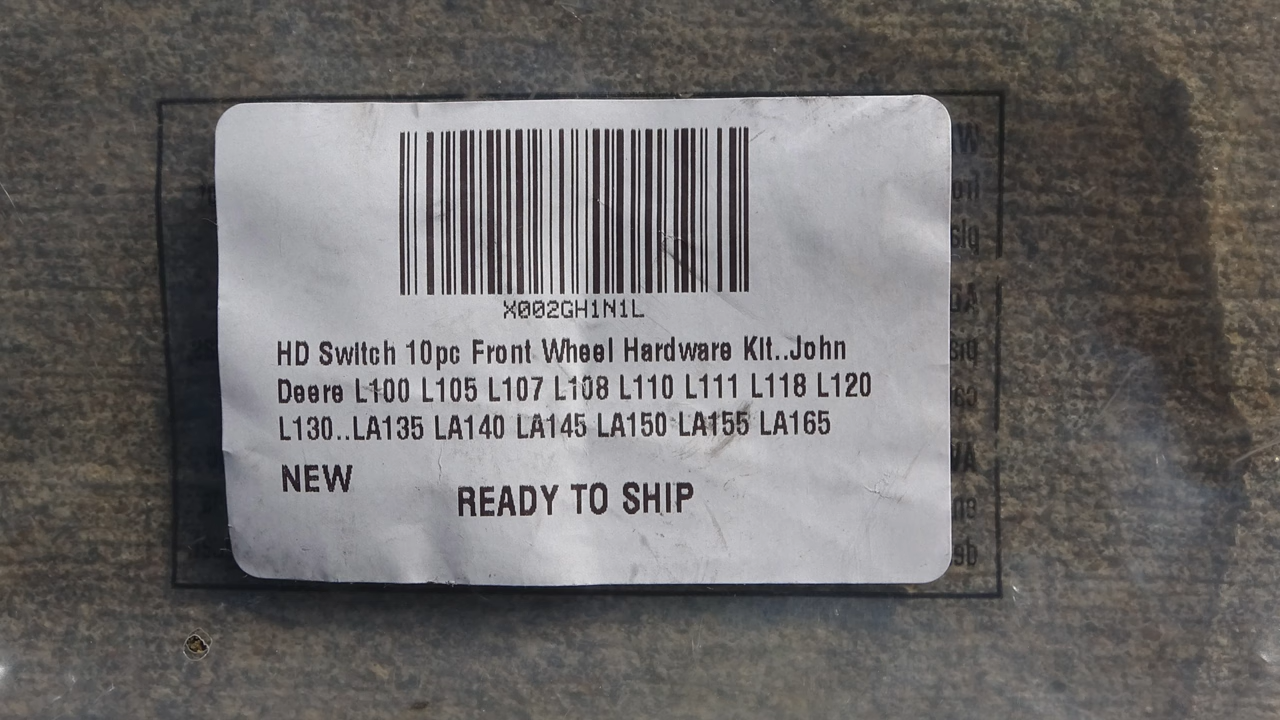 X002GH1N1L
HD Switch 10pc Front Wheel Hardware Kit..John
Deere L100 L105 L107 L108 L110 L111 L118 L120
L130..LA135 LA140 LA145 LA150 LA155 LA165
NEW
READY TO SHIP